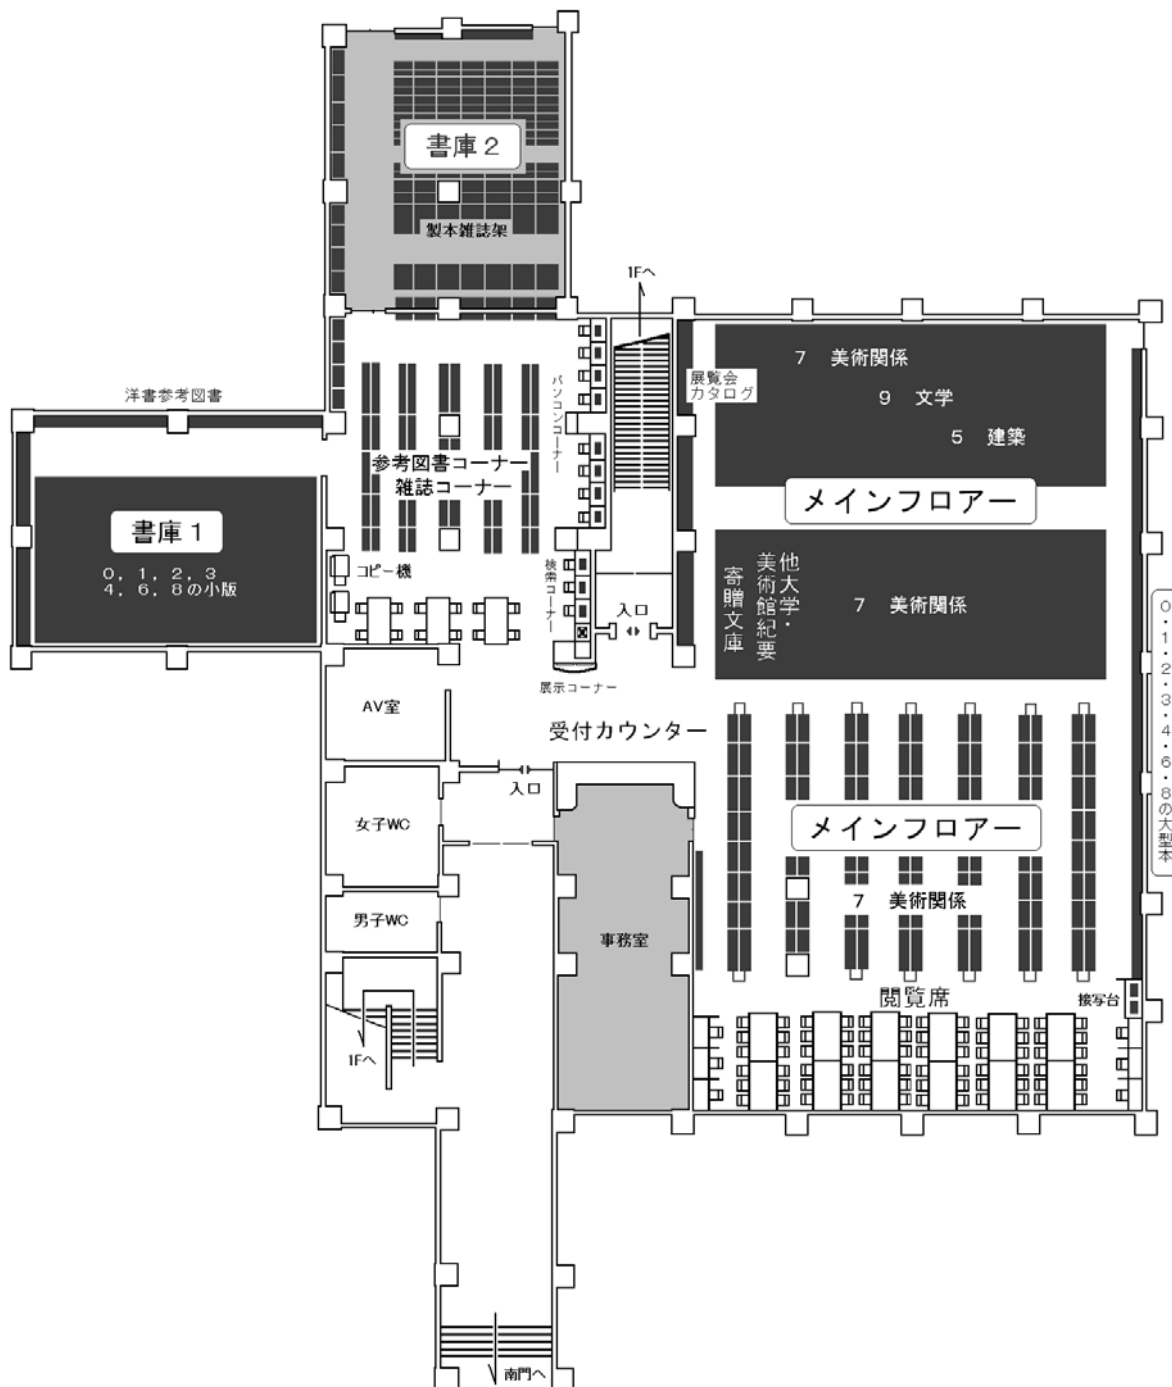 書庫2
製本雑誌架
1Fへ
7 美術関係
9 文学
5 建築
展覧会
カタログ
パソコンコーナー
洋書参考図書
参考図書コーナー
雑誌コーナー
メインフロアー
書庫1
0, 1, 2, 3
4, 6, 8の小版
コピー機
検索コーナー
入口
寄贈文庫
他大学・
美術館紀要
7 美術関係
0・1・2・3・4・6・8の大型本
展示コーナー
AV室
受付カウンター
入口
女子WC
メインフロアー
男子WC
7 美術関係
事務室
閲覧席
接写台
1Fへ
南門へ